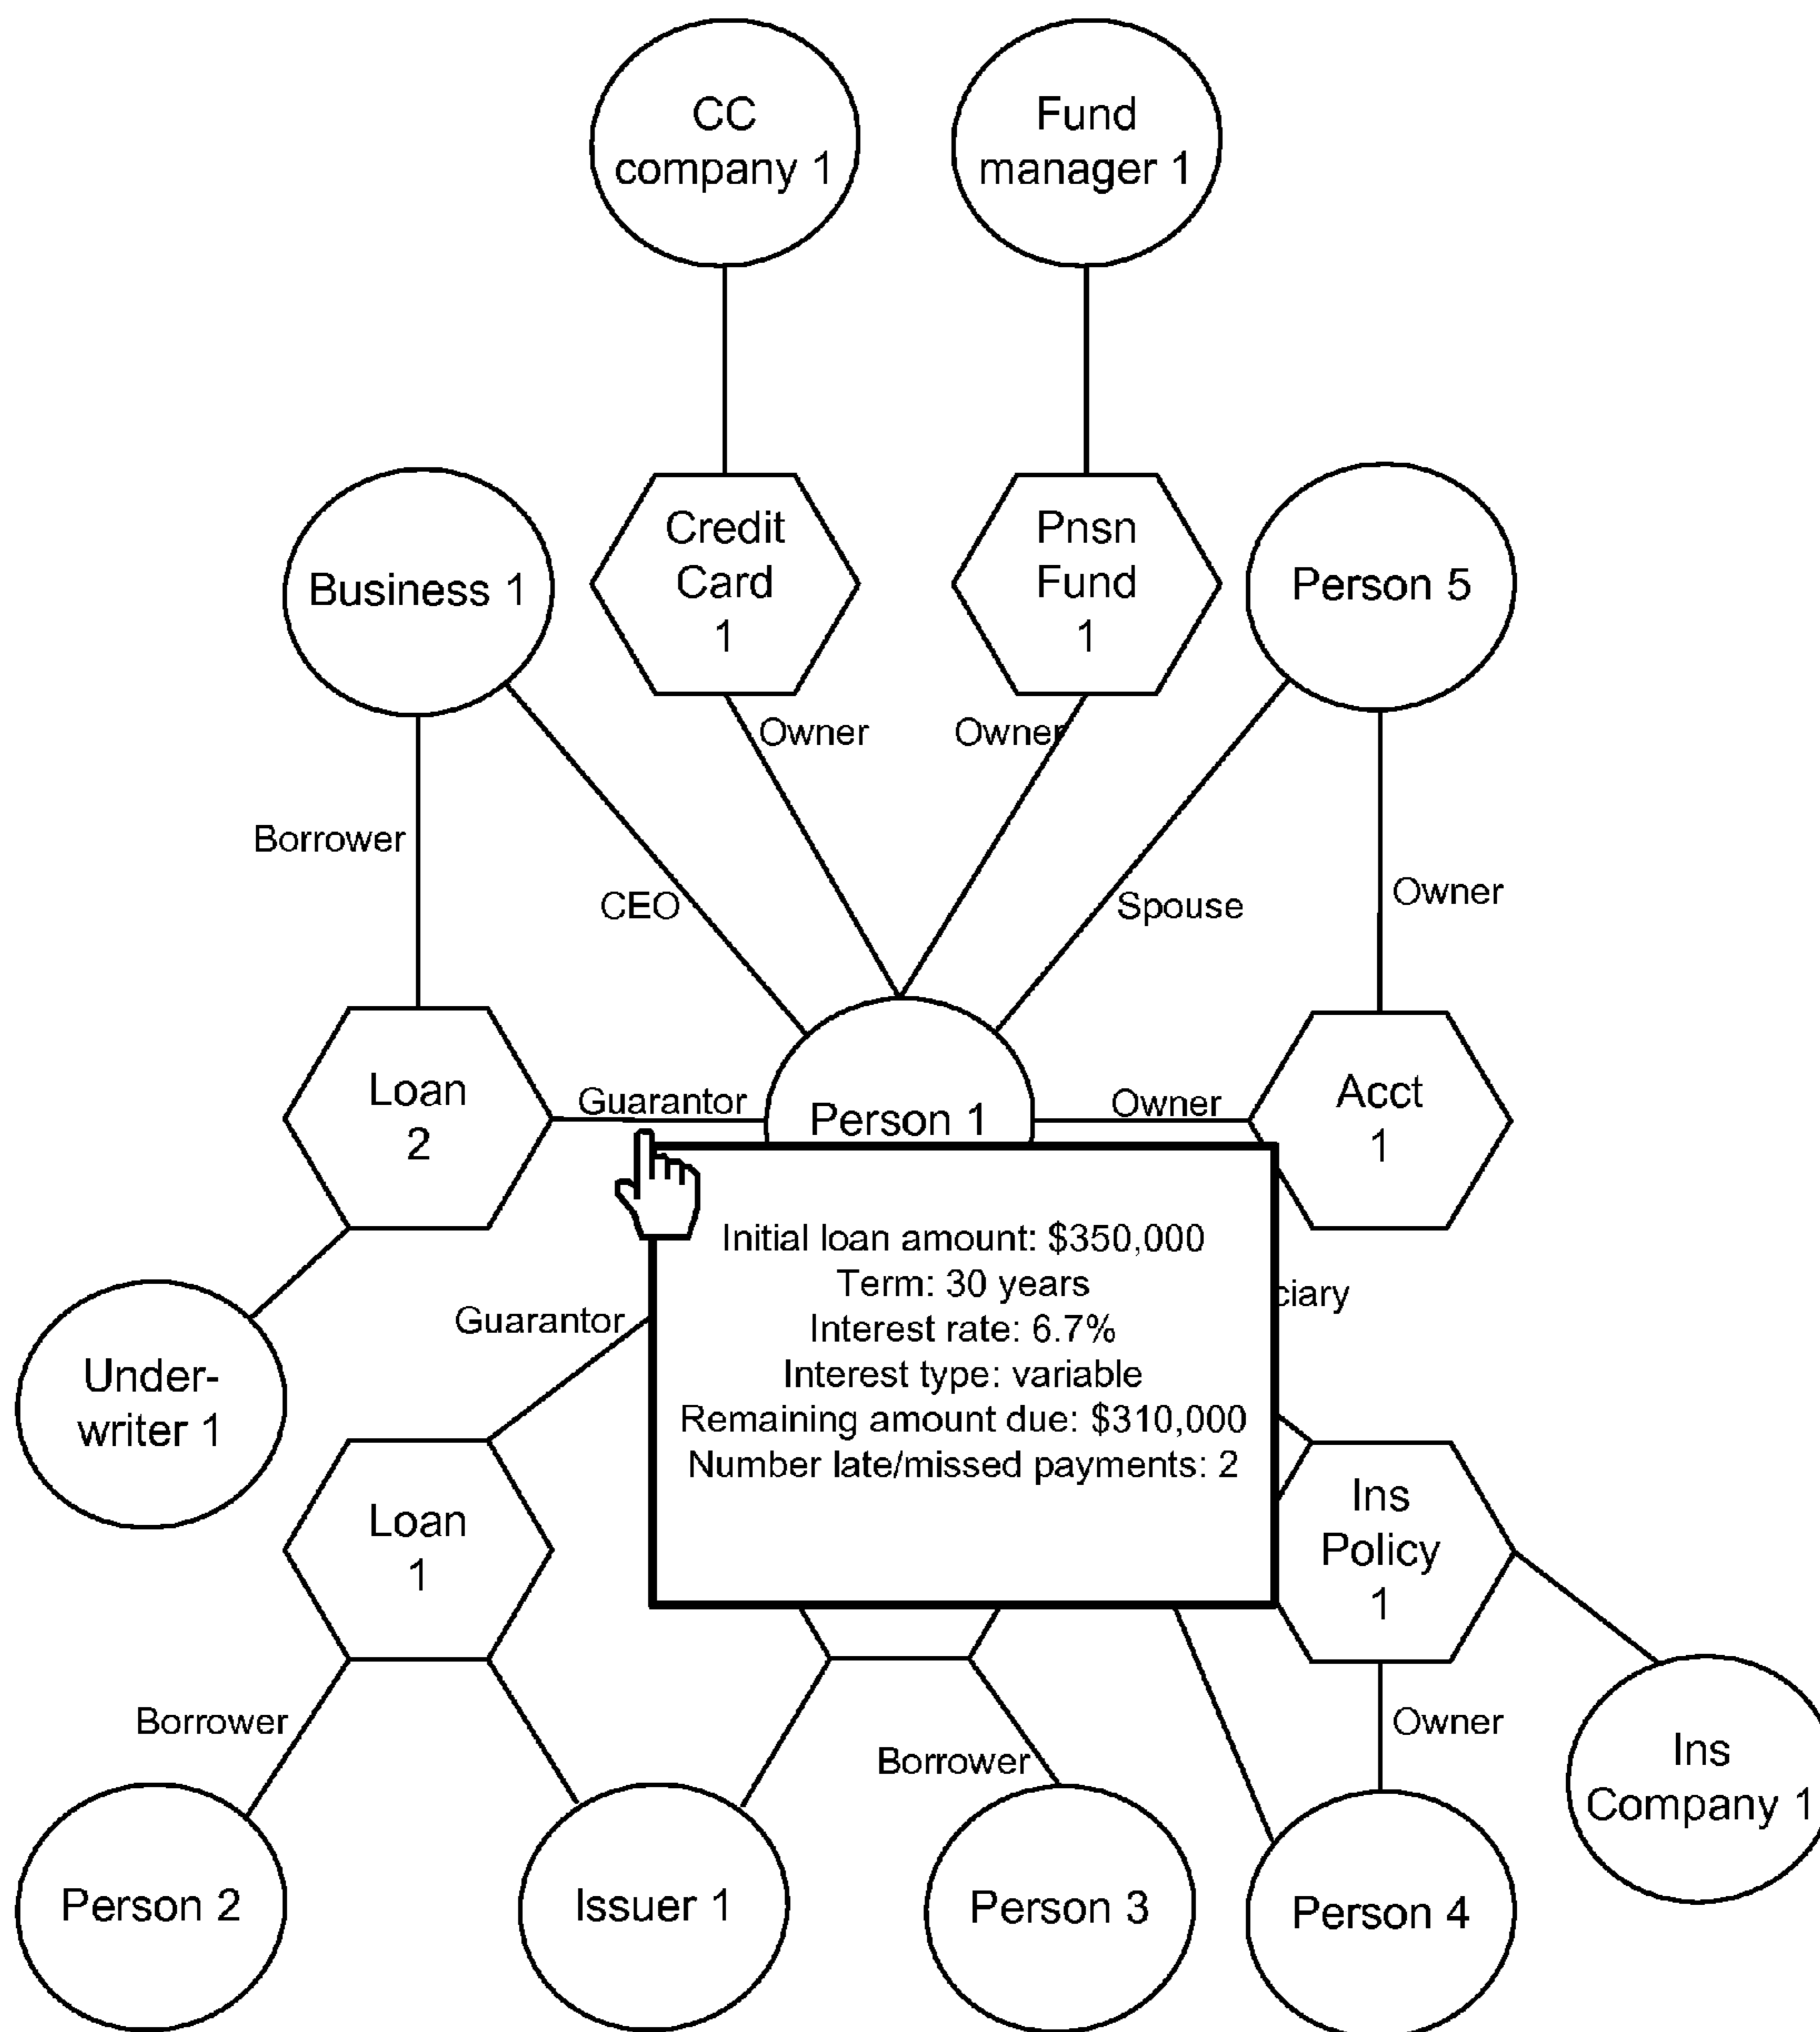 CC
company 1
Fund
manager 1
Business 1
Credit
Card
1
Pnsn
Fund
1
Person 5
Owner
Owner
Borrower
CEO
Spouse
Owner
Loan
2
Guarantor
Person 1
Owner
Acct
1
Initial loan amount: $350,000
Term: 30 years
Interest rate: 6.7%
Interest type: variable
Remaining amount due: $310,000
Number late/missed payments: 2
ciary
Guarantor
Under-
writer 1
Loan
1
Ins
Policy
1
Borrower
Borrower
Owner
Ins
Company 1
Person 2
Issuer 1
Person 3
Person 4